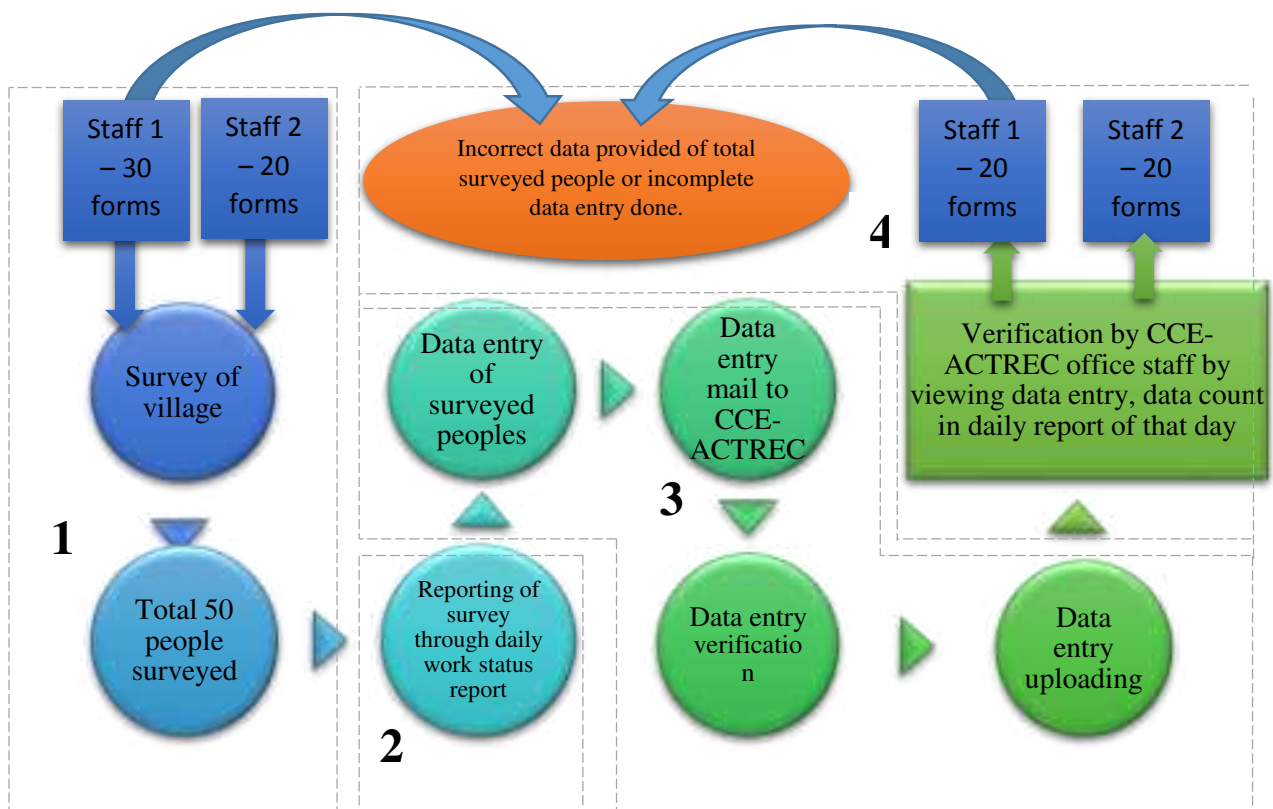 Staff 1
– 30
forms
Staff 2
– 20
forms
Survey of
village
1
Total 50
people
surveyed
Reporting of
survey
through daily
work status
report
2
Data entry
of
surveyed
peoples
Data
entry
mail to
CCE-
ACTREC
3
Data entry
verificatio
n
Data
entry
uploading
Verification by CCE-
ACTREC office staff by
viewing data entry, data count
in daily report of that day
4
Staff 1
– 20
forms
Staff 2
– 20
forms
Incorrect data provided of total
surveyed people or incomplete
data entry done.